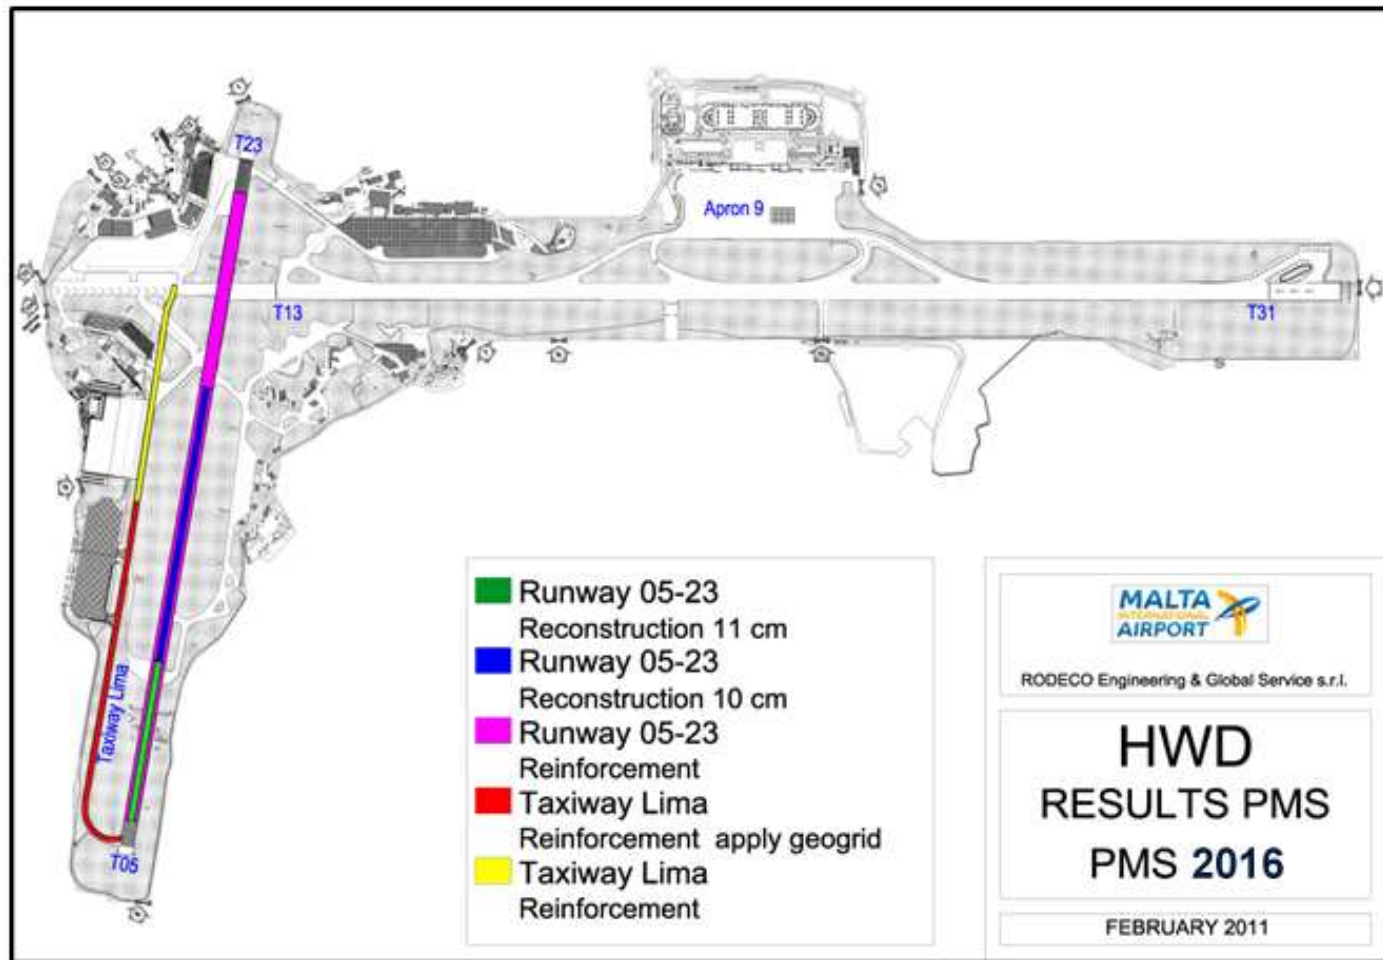 T23
Apron 9
T13
T31
Taxiway Lima
T05
Runway 05-23
Reconstruction 11 cm
Runway 05-23
Reconstruction 10 cm
Runway 05-23
Reinforcement
Taxiway Lima
Reinforcement apply geogrid
Taxiway Lima
Reinforcement
MALTA
INTERNATIONAL
AIRPORT
RODECO Engineering & Global Service s.r.l.
HWD
RESULTS PMS
PMS 2016
FEBRUARY 2011